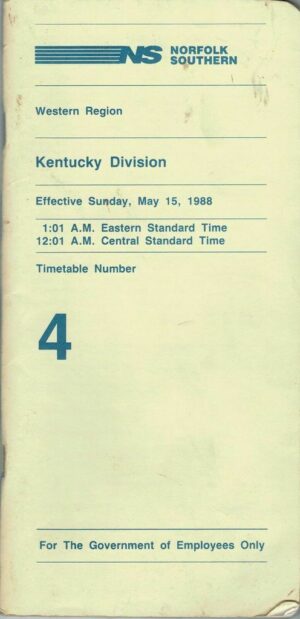 NS NORFOLK
SOUTHERN
Western Region
Kentucky Division
Effective Sunday, May 15, 1988
1:01 A.M. Eastern Standard Time
12:01 A.M. Central Standard Time
Timetable Number
4
For The Government of Employees Only